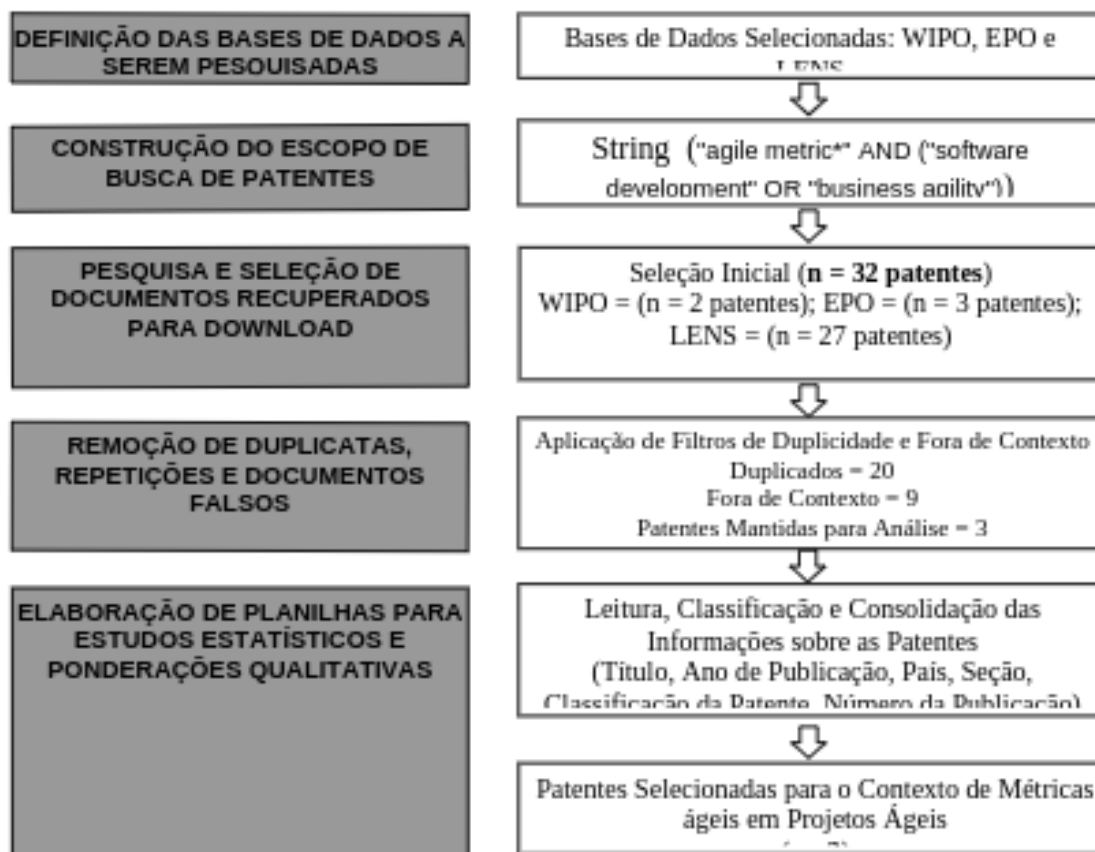 DEFINIÇÃO DAS BASES DE DADOS A
SEREM PESQUISADAS
Bases de Dados Selecionadas: WIPO, EPO e
LENS
CONSTRUÇÃO DO ESCOPO DE
BUSCA DE PATENTES
String ("agile metric*" AND ("software
development" OR "business agility"))
PESQUISA E SELEÇÃO DE
DOCUMENTOS RECUPERADOS
PARA DOWNLOAD
Seleção Inicial (n = 32 patentes)
WIPO = (n = 2 patentes); EPO = (n = 3 patentes);
LENS = (n = 27 patentes)
REMOÇÃO DE DUPLICATAS,
REPETIÇÕES E DOCUMENTOS
FALSOS
Aplicação de Filtros de Duplicidade e Fora de Contexto
Duplicados = 20
Fora de Contexto = 9
Patentes Mantidas para Análise = 3
ELABORAÇÃO DE PLANILHAS PARA
ESTUDOS ESTATÍSTICOS E
PONDERAÇÕES QUALITATIVAS
Leitura, Classificação e Consolidação das
Informações sobre as Patentes
(Título, Ano de Publicação, País, Seção,
Classificação da Patente, Número da Publicação)
Patentes Selecionadas para o Contexto de Métricas
ágeis em Projetos Ágeis